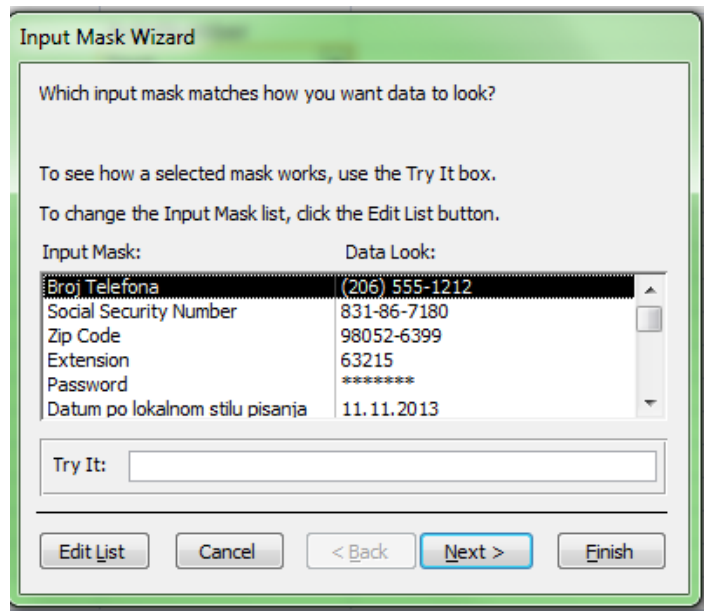 Input Mask Wizard
Which input mask matches how you want data to look?
To see how a selected mask works, use the Try It box.
To change the Input Mask list, click the Edit List button.
Input Mask: Data Look:
Broj Telefona (206) 555-1212
Social Security Number 831-86-7180
Zip Code 98052-6399
Extension 63215
Password *******
Datum po lokalnom stilu pisanja 11.11.2013
Try It:
Edit List Cancel < Back Next > Finish